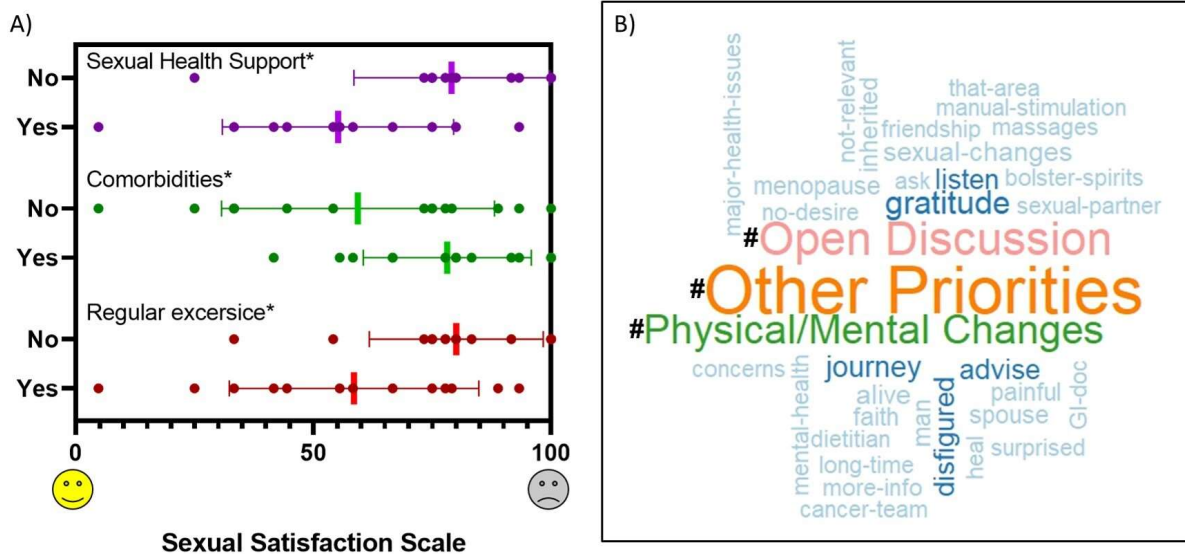 A)
Sexual Health Support*
No
Yes
Comorbidities*
No
Yes
Regular excersice*
No
Yes
0
50
100
Sexual Satisfaction Scale
B)
major-health-issues
not-relevant
inherited
that-area
manual-stimulation
friendship massages
sexual-changes
menopause
ask listen bolster-spirits
no-desire
gratitude sexual-partner
#Open Discussion
#Other Priorities
#Physical/Mental Changes
concerns
mental-health
journey
advise
alive
man
disfigured
painful
GI-doc
faith
spouse
dietitian
heal
surprised
long-time
more-info
cancer-team